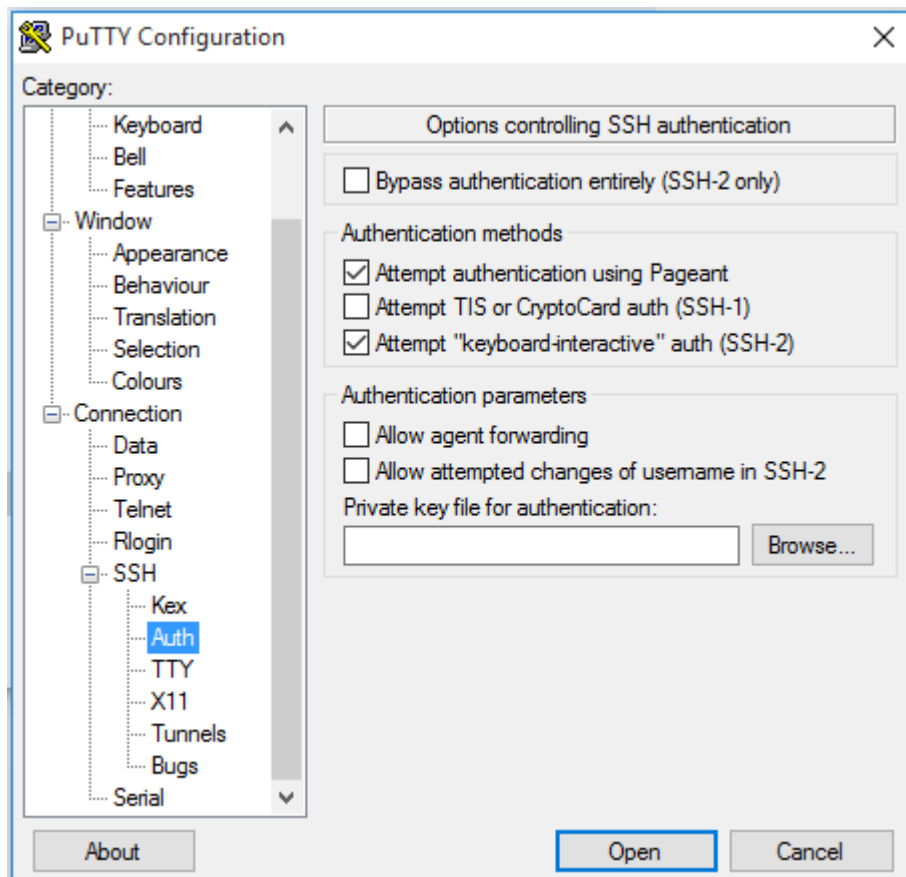 PuTTY Configuration
Category:
Keyboard
Bell
Features
Window
Appearance
Behaviour
Translation
Selection
Colours
Connection
Data
Proxy
Telnet
Rlogin
SSH
Kex
Auth
TTY
X11
Tunnels
Bugs
Serial
Options controlling SSH authentication
Bypass authentication entirely (SSH-2 only)
Authentication methods
Attempt authentication using Pageant
Attempt TIS or CryptoCard auth (SSH-1)
Attempt "keyboard-interactive" auth (SSH-2)
Authentication parameters
Allow agent forwarding
Allow attempted changes of username in SSH-2
Private key file for authentication:
Browse...
About
Open
Cancel